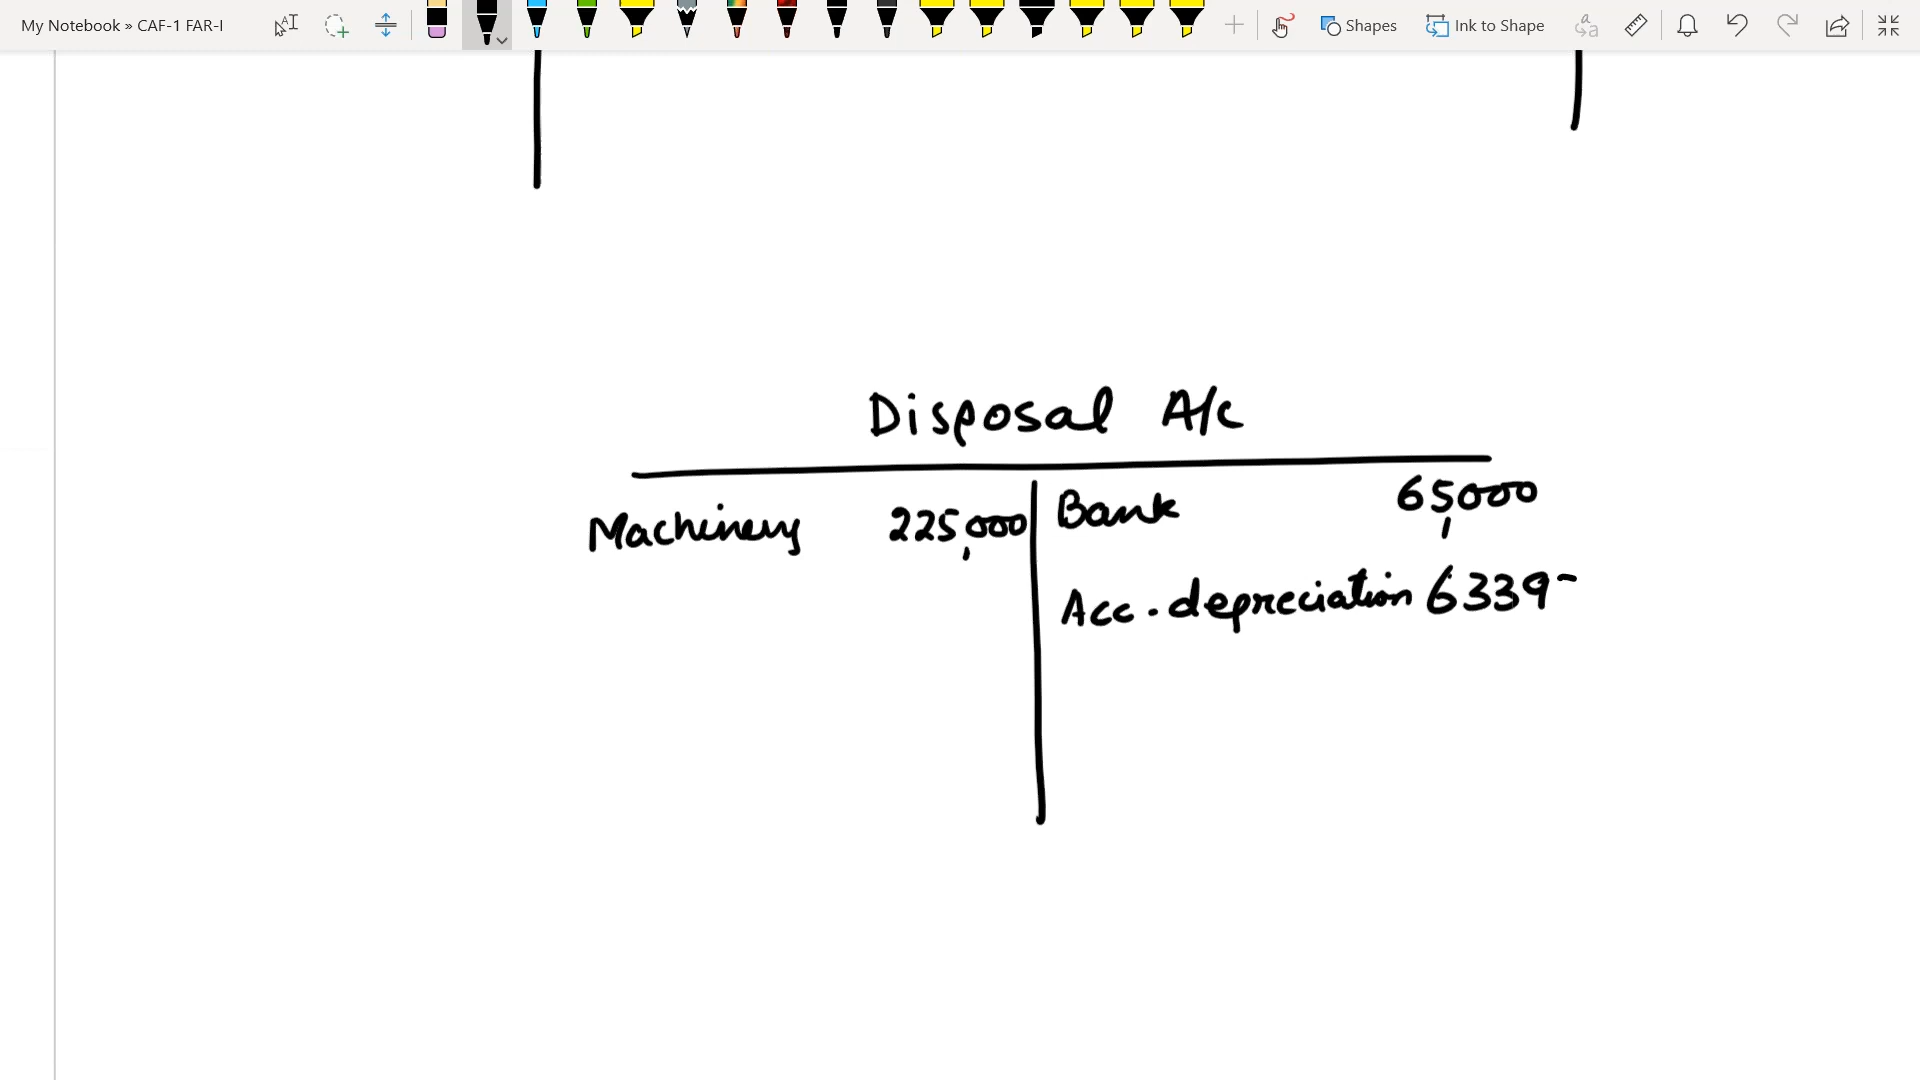 My Notebook » CAF-1 FAR-I
Shapes
Ink to Shape
Disposal A/c
Machinery 225,000
Bank 65,000
Acc. depreciation 6339